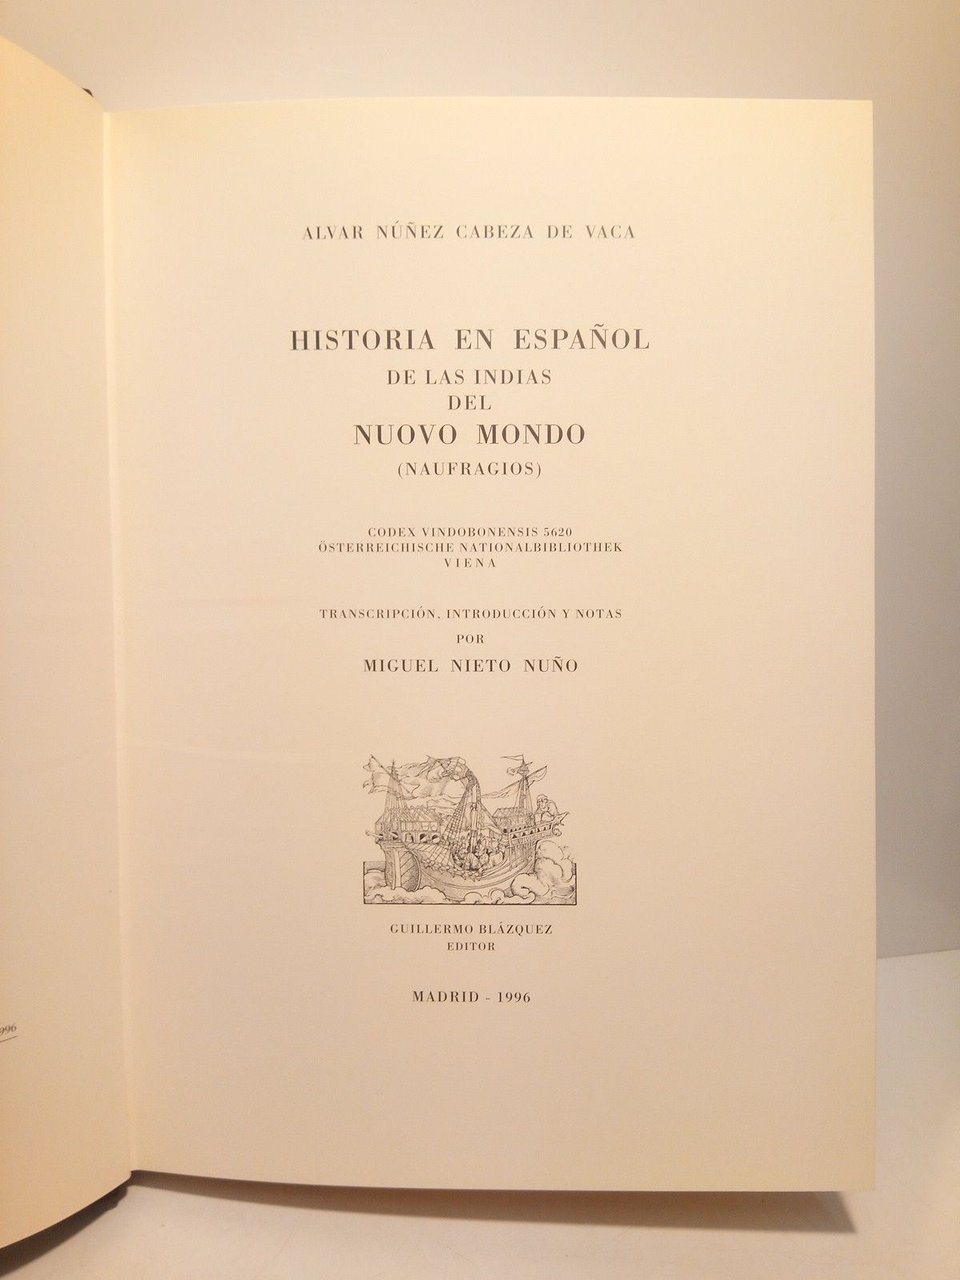 ALVAR NÚÑEZ CABEZA DE VACA
HISTORIA EN ESPAÑOL
DE LAS INDIAS
DEL
NUOVO MONDO
(NAUFRAGIOS)
CODEX VINDOBONENSIS 5620
ÖSTERREICHISCHE NATIONALBIBLIOTHEK
VIENA
TRANSCRIPCIÓN, INTRODUCCIÓN Y NOTAS
POR
MIGUEL NIETO NUÑO
GUILLERMO BLÁZQUEZ
EDITOR
MADRID - 1996